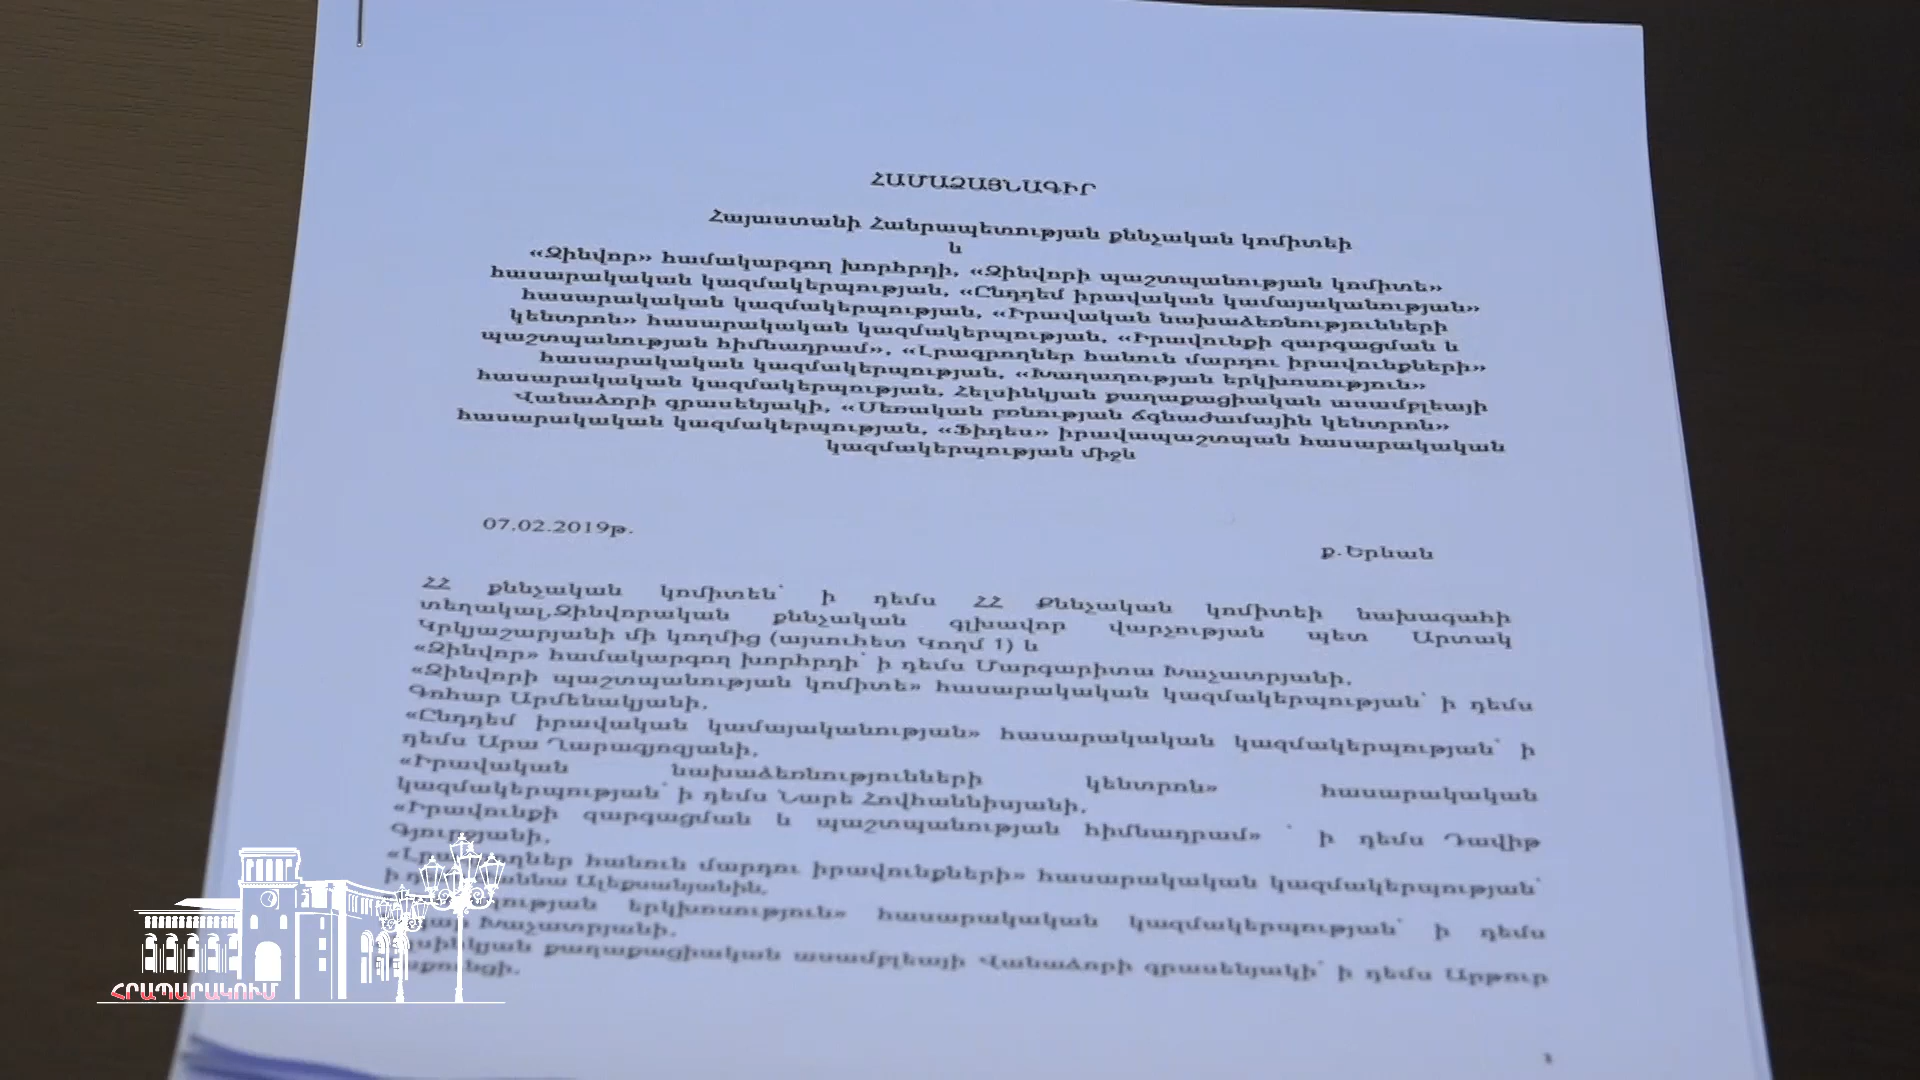 ՀԱՄԱՁԱՅՆԱԳԻՐ
Հայաստանի Հանրապետության քննչական կոմիտեի
և
«Զինվոր» համակարգող խորհրդի, «Զինվորի պաշտպանության կոմիտե»
հասարակական կազմակերպության, «Ընդդեմ իրավական կամայականության»
հասարակական կազմակերպության, «Իրավական նախաձեռնությունների
կենտրոն» հասարակական կազմակերպության, «Իրավունքի զարգացման և
պաշտպանության հիմնադրամ», «Լրագրողներ հանուն մարդու իրավունքների»
հասարակական կազմակերպության, «Խաղաղության երկխոսություն»
հասարակական կազմակերպության, Հելսինկյան քաղաքացիական ասամբլեայի
Վանաձորի գրասենյակի, «Սեռական բռնության ճգնաժամային կենտրոն»
հասարակական կազմակերպության, «Ֆիդես» իրավապաշտպան հասարակական
կազմակերպության միջև
07.02.2019թ.
ք.Երևան
ՀՀ քննչական կոմիտեն՝ ի դեմս ՀՀ Քննչական կոմիտեի նախագահի
տեղակալ,Զինվորական քննչական գլխավոր վարչության պետ Արտակ
Կրկյաշարյանի մի կողմից (այսուհետ Կողմ 1) և
«Զինվոր» համակարգող խորհրդի՝ ի դեմս Մարգարիտա Խաչատրյանի,
«Զինվորի պաշտպանության կոմիտե» հասարակական կազմակերպության՝ ի դեմս
Գոհար Արմենակյանի,
«Ընդդեմ իրավական կամայականության» հասարակական կազմակերպության՝ ի
դեմս Արա Ղարագյոզյանի,
«Իրավական նախաձեռնությունների կենտրոն» հասարակական
կազմակերպության՝ ի դեմս Նարե Հովհաննիսյանի,
«Իրավունքի զարգացման և պաշտպանության հիմնադրամ» ՝ ի դեմս Դավիթ
հանուն մարդու իրավունքների» հասարակական կազմակերպության՝
ի Ալեքսանյանին,
երկխոսություն» հասարակական կազմակերպության՝ ի դեմս
Խաչատրյանի,
քաղաքացիական ասամբլեայի Վանաձորի գրասենյակի՝ ի դեմս Արթուր
1
ՀՐԱՊԱՐԱԿՈՒՄ